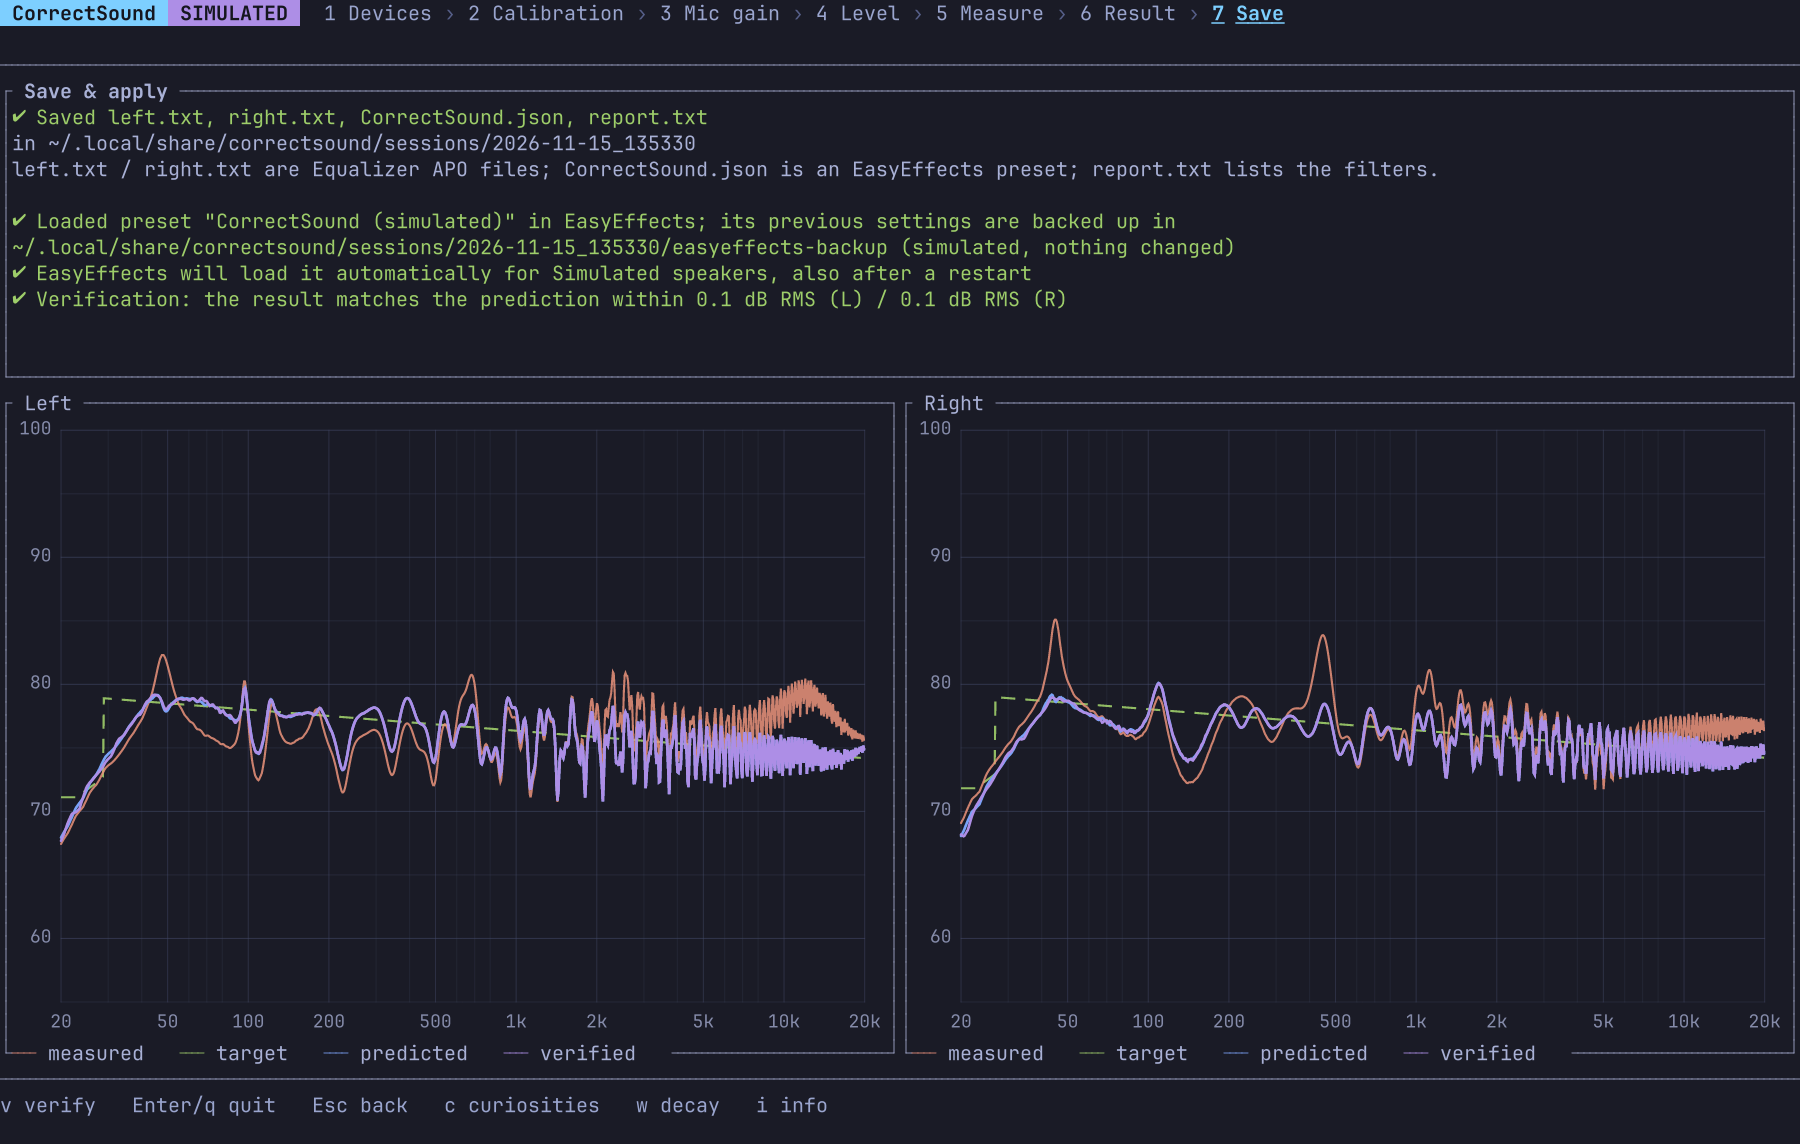 CorrectSound SIMULATED 1 Devices › 2 Calibration › 3 Mic gain › 4 Level › 5 Measure › 6 Result › 7 Save
Save & apply
✔ Saved left.txt, right.txt, CorrectSound.json, report.txt
in ~/.local/share/correctsound/sessions/2026-11-15_135330
left.txt / right.txt are Equalizer APO files; CorrectSound.json is an EasyEffects preset; report.txt lists the filters.
✔ Loaded preset "CorrectSound (simulated)" in EasyEffects; its previous settings are backed up in
~/.local/share/correctsound/sessions/2026-11-15_135330/easyeffects-backup (simulated, nothing changed)
✔ EasyEffects will load it automatically for Simulated speakers, also after a restart
✔ Verification: the result matches the prediction within 0.1 dB RMS (L) / 0.1 dB RMS (R)
Left
100
90
80
70
60
20 50 100 200 500 1k 2k 5k 10k 20k
measured target predicted verified
Right
100
90
80
70
60
20 50 100 200 500 1k 2k 5k 10k 20k
measured target predicted verified
v verify Enter/q quit Esc back c curiosities w decay i info